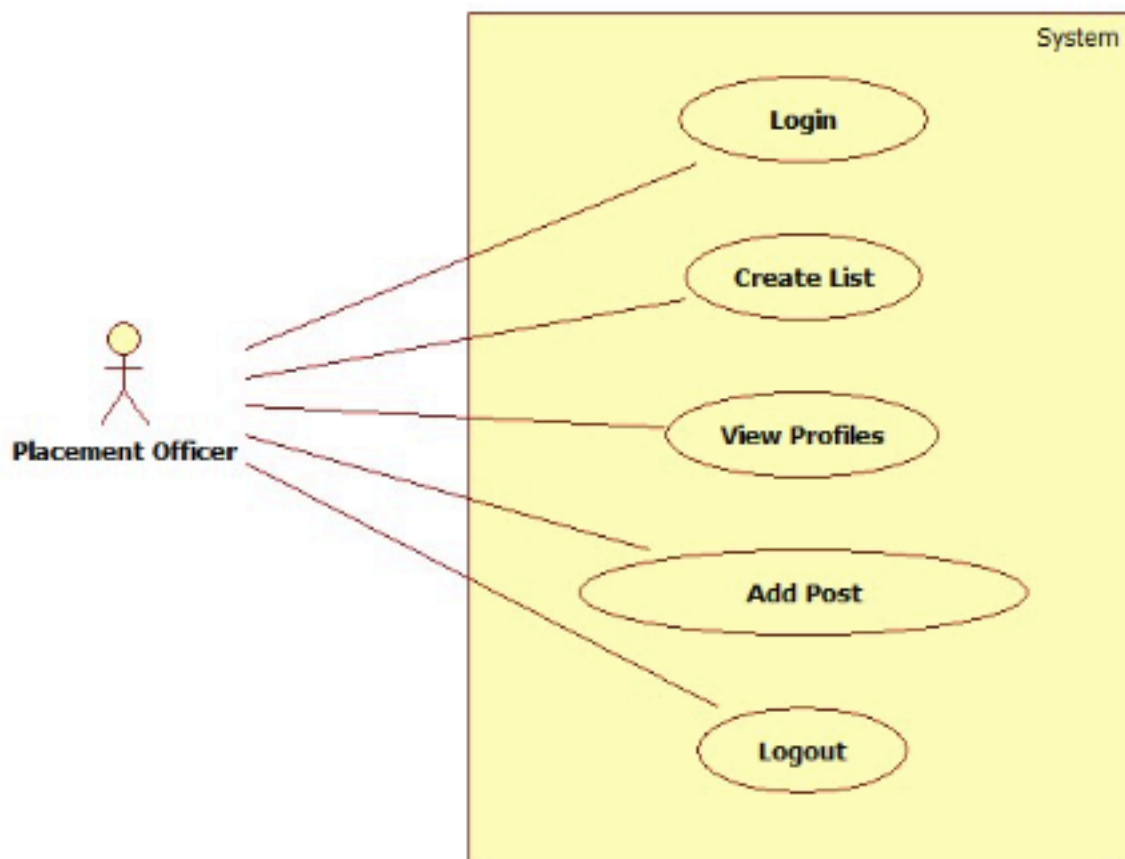 System
Login
Create List
Placement Officer
View Profiles
Add Post
Logout